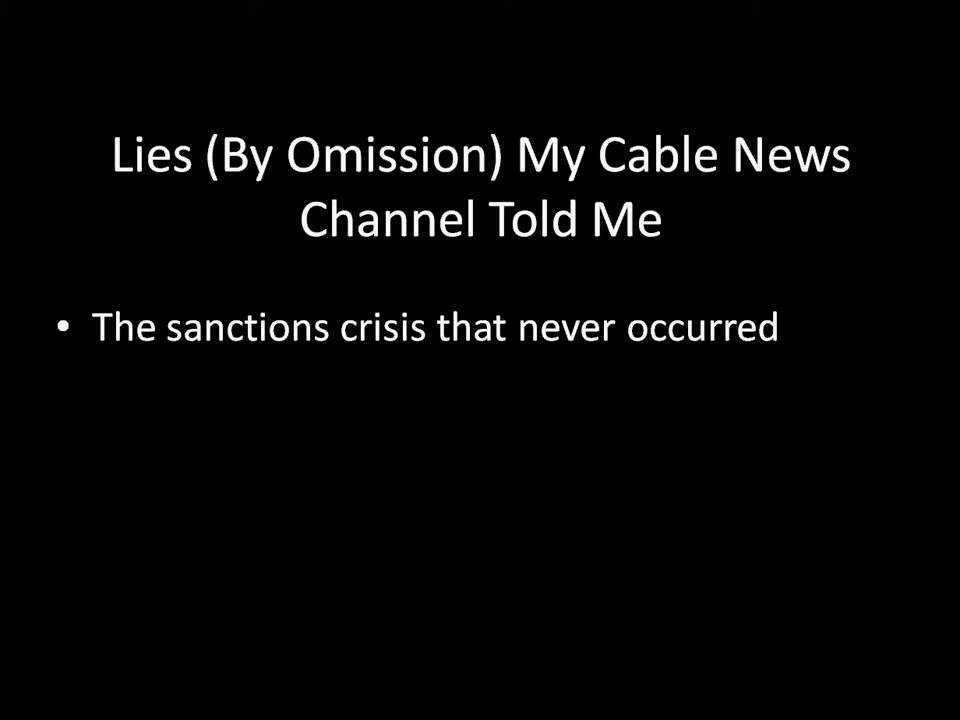 Lies (By Omission) My Cable News
Channel Told Me
• The sanctions crisis that never occurred